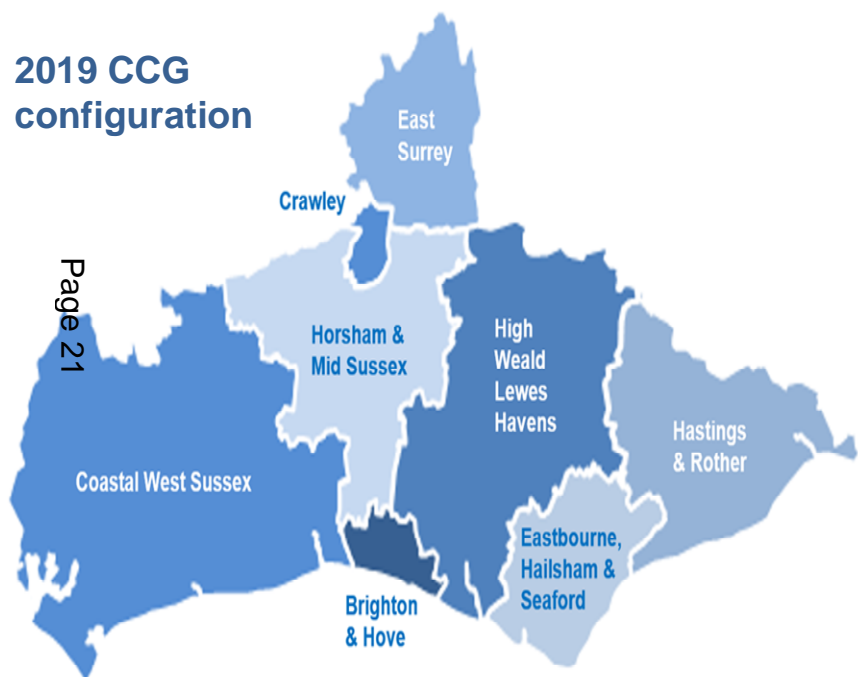 2019 CCG
configuration
East
Surrey
Crawley
Page 21
Horsham &
Mid Sussex
High
Weald
Lewes
Havens
Hastings
& Rother
Coastal West Sussex
Eastbourne,
Hailsham &
Seaford
Brighton
& Hove